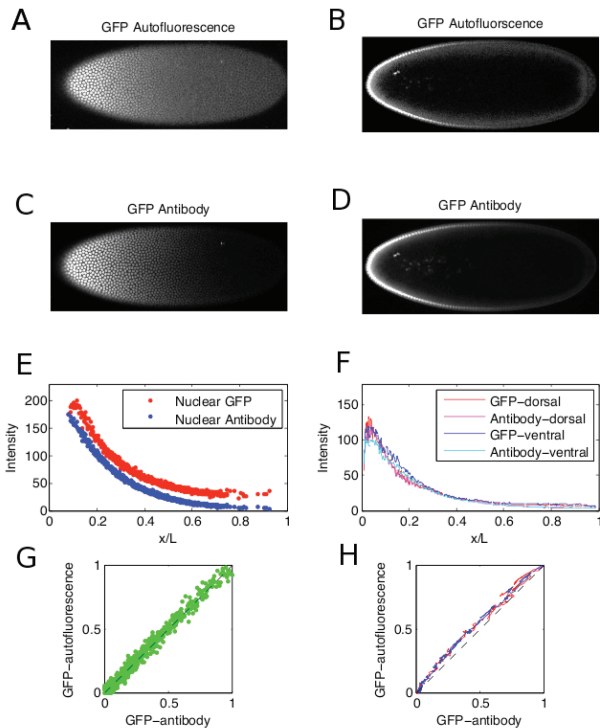 A
GFP Autofluorescence
B
GFP Autofluorscence
C
GFP Antibody
D
GFP Antibody
E
200
150
100
50
0
0 0.2 0.4 0.6 0.8 1
x/L
Intensity
Nuclear GFP
Nuclear Antibody
F
150
100
50
0
0 0.2 0.4 0.6 0.8 1
x/L
Intensity
GFP-dorsal
Antibody-dorsal
GFP-ventral
Antibody-ventral
G
1
0.5
0
0 0.5 1
GFP-antibody
GFP-autofluorescence
H
1
0.5
0
0 0.5 1
GFP-antibody
GFP-autofluorescence